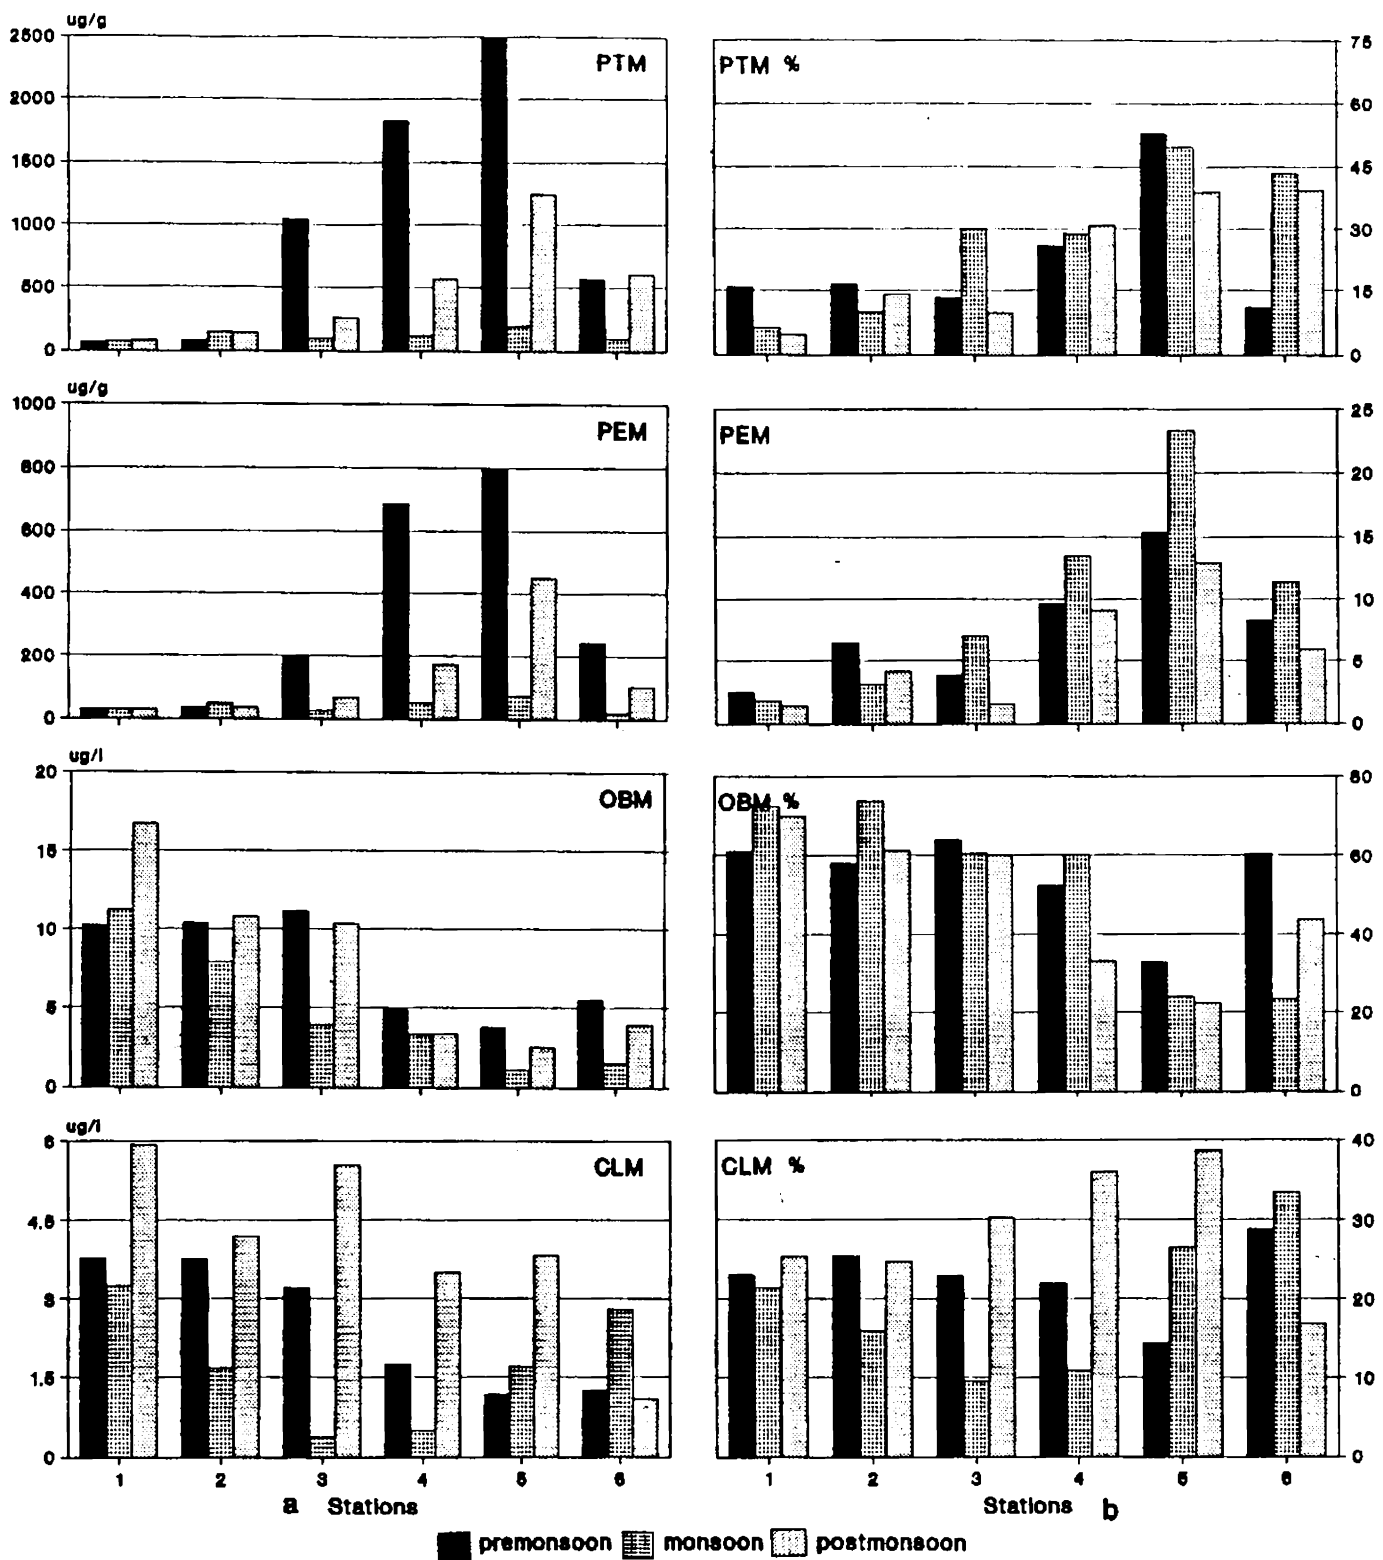 ug/g
2500
2000
1500
1000
500
0
PTM
PTM %
75
60
45
30
15
0
ug/g
1000
800
600
400
200
0
PEM
PEM
25
20
15
10
5
0
ug/l
20
15
10
5
0
OBM
OBM %
80
60
40
20
0
ug/l
6
4.5
3
1.5
0
CLM
CLM %
40
30
20
10
0
1 2 3 4 5 6
1 2 3 4 5 6
a Stations
Stations b
premonsoon monsoon postmonsoon